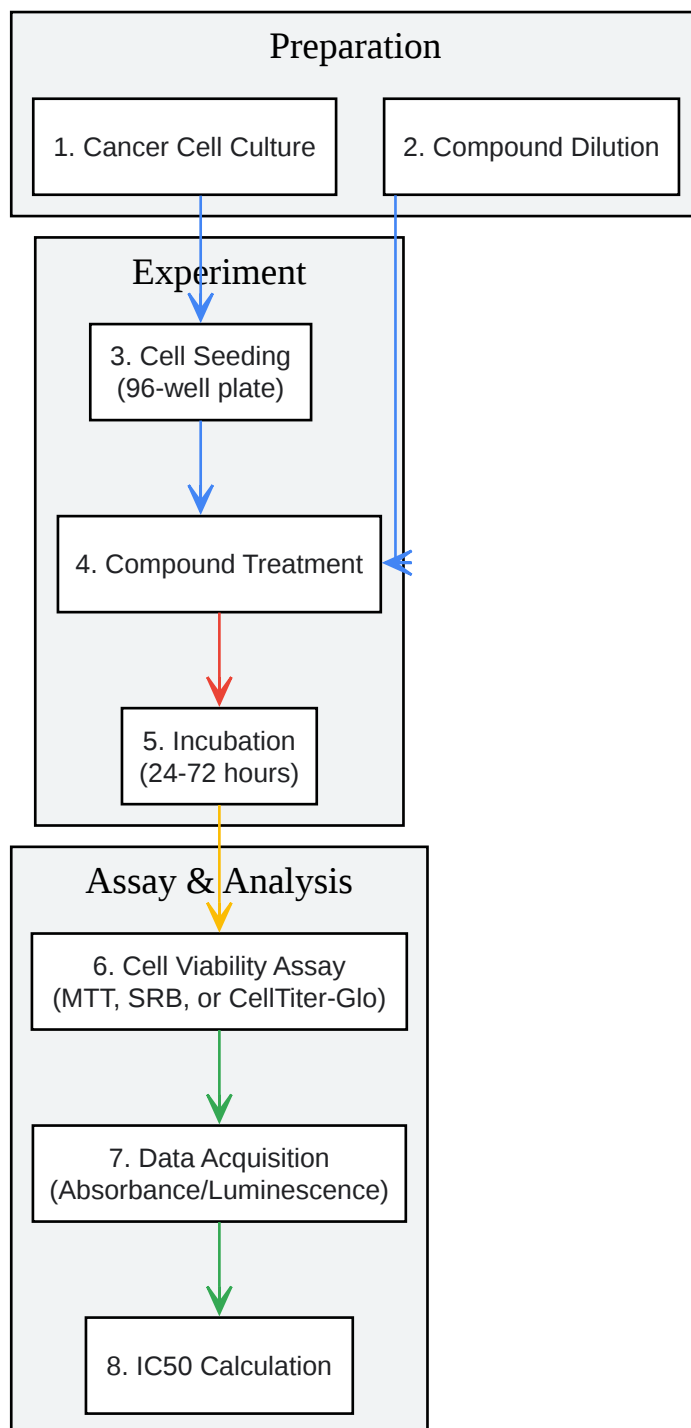 Preparation
1. Cancer Cell Culture
2. Compound Dilution
Experiment
3. Cell Seeding
(96-well plate)
4. Compound Treatment
5. Incubation
(24-72 hours)
Assay & Analysis
6. Cell Viability Assay
(MTT, SRB, or CellTiter-Glo)
7. Data Acquisition
(Absorbance/Luminescence)
8. IC50 Calculation